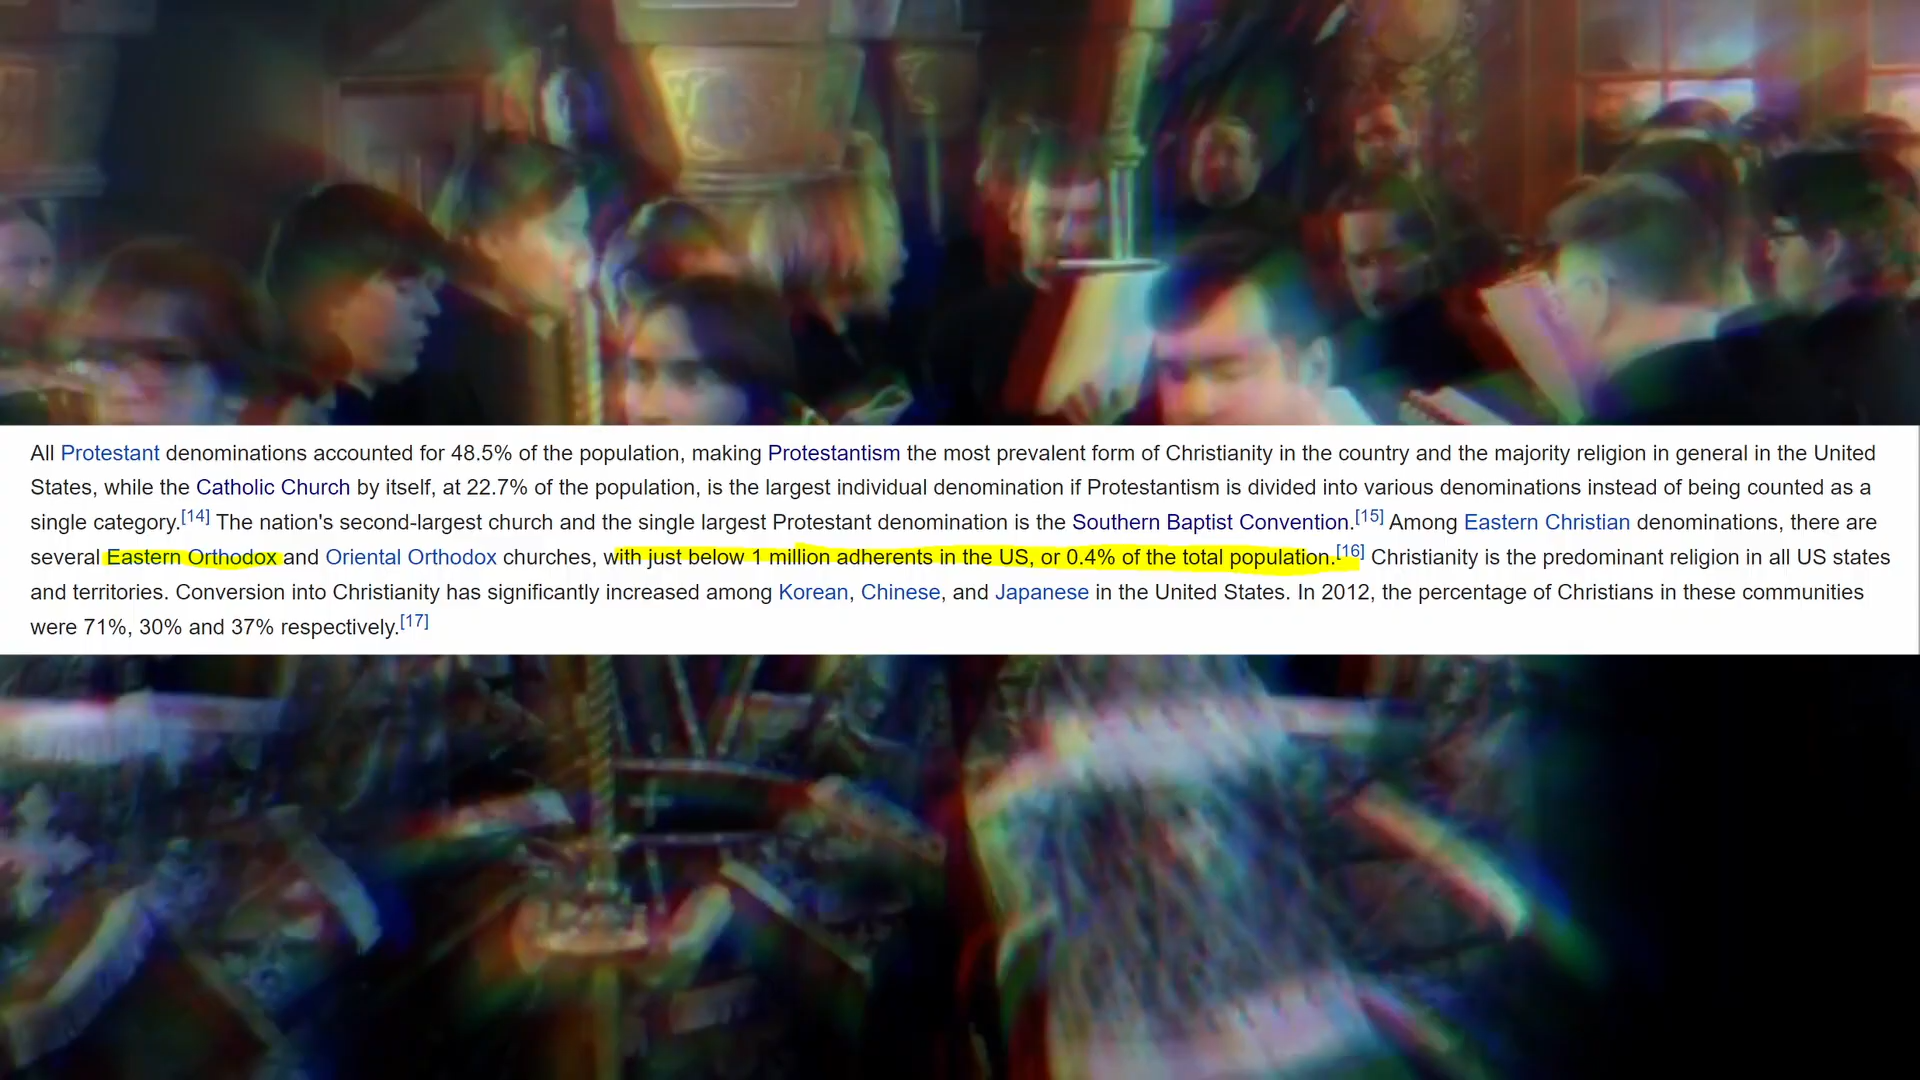 All Protestant denominations accounted for 48.5% of the population, making Protestantism the most prevalent form of Christianity in the country and the majority religion in general in the United
States, while the Catholic Church by itself, at 22.7% of the population, is the largest individual denomination if Protestantism is divided into various denominations instead of being counted as a
single category.[14] The nation's second-largest church and the single largest Protestant denomination is the Southern Baptist Convention.[15] Among Eastern Christian denominations, there are
several Eastern Orthodox and Oriental Orthodox churches, with just below 1 million adherents in the US, or 0.4% of the total population.[16] Christianity is the predominant religion in all US states
and territories. Conversion into Christianity has significantly increased among Korean, Chinese, and Japanese in the United States. In 2012, the percentage of Christians in these communities
were 71%, 30% and 37% respectively.[17]